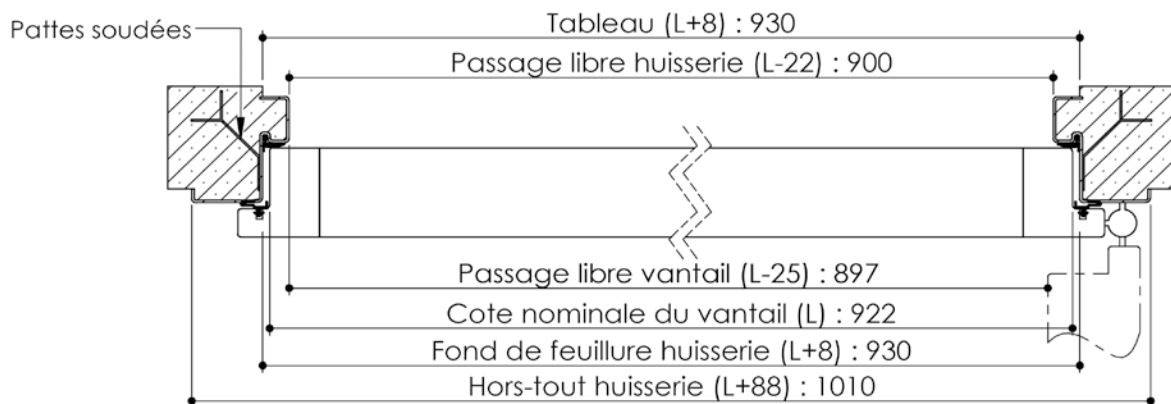 Tableau (L+8) : 930
Pattes soudées
Passage libre huisserie (L-22) : 900
Passage libre vantail (L-25) : 897
Cote nominale du vantail (L) : 922
Fond de feuillure huisserie (L+8) : 930
Hors-tout huisserie (L+88) : 1010